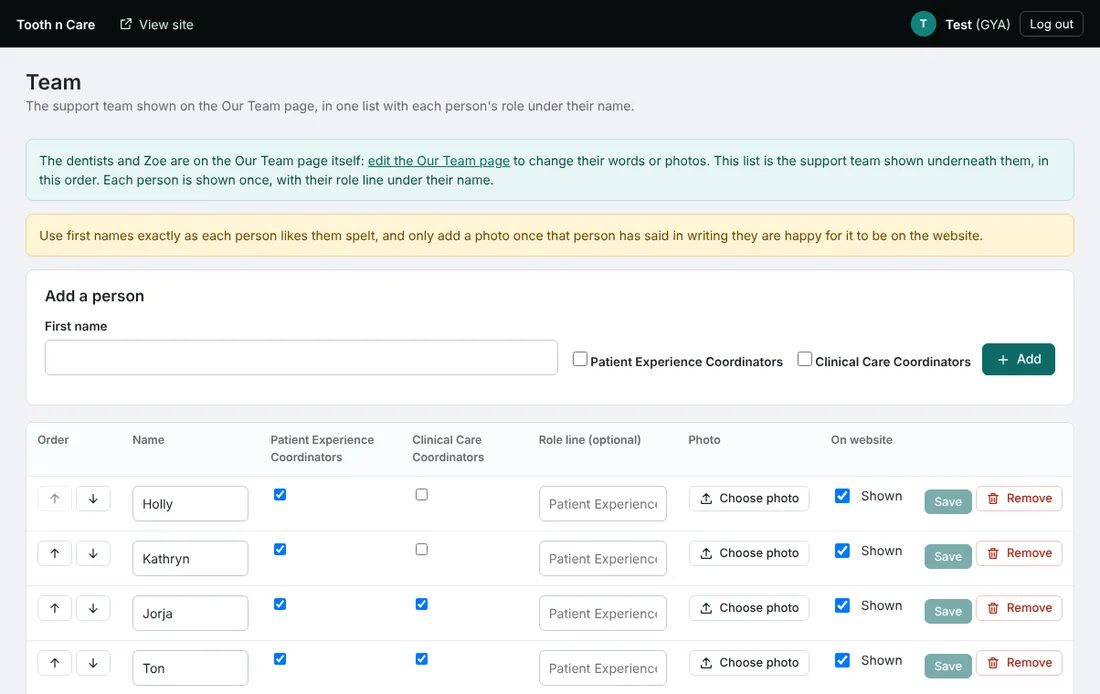 Tooth n Care View site T Test (GYA) Log out
Team
The support team shown on the Our Team page, in one list with each person's role under their name.
The dentists and Zoe are on the Our Team page itself: edit the Our Team page to change their words or photos. This list is the support team shown underneath them, in
this order. Each person is shown once, with their role line under their name.
Use first names exactly as each person likes them spelt, and only add a photo once that person has said in writing they are happy for it to be on the website.
Add a person
First name
Patient Experience Coordinators Clinical Care Coordinators + Add
Order Name Patient Experience Coordinators Clinical Care Coordinators Role line (optional) Photo On website
↑ ↓ Holly Patient Experience Choose photo Shown Save Remove
↑ ↓ Kathryn Patient Experience Choose photo Shown Save Remove
↑ ↓ Jorja Patient Experience Choose photo Shown Save Remove
↑ ↓ Ton Patient Experience Choose photo Shown Save Remove